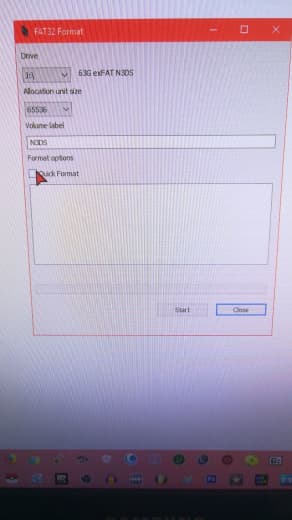 FAT32 Format
Drive
J:\ 63G exFAT N3DS
Allocation unit size
65536
Volume label
N3DS
Format options
Quick Format
Start Close